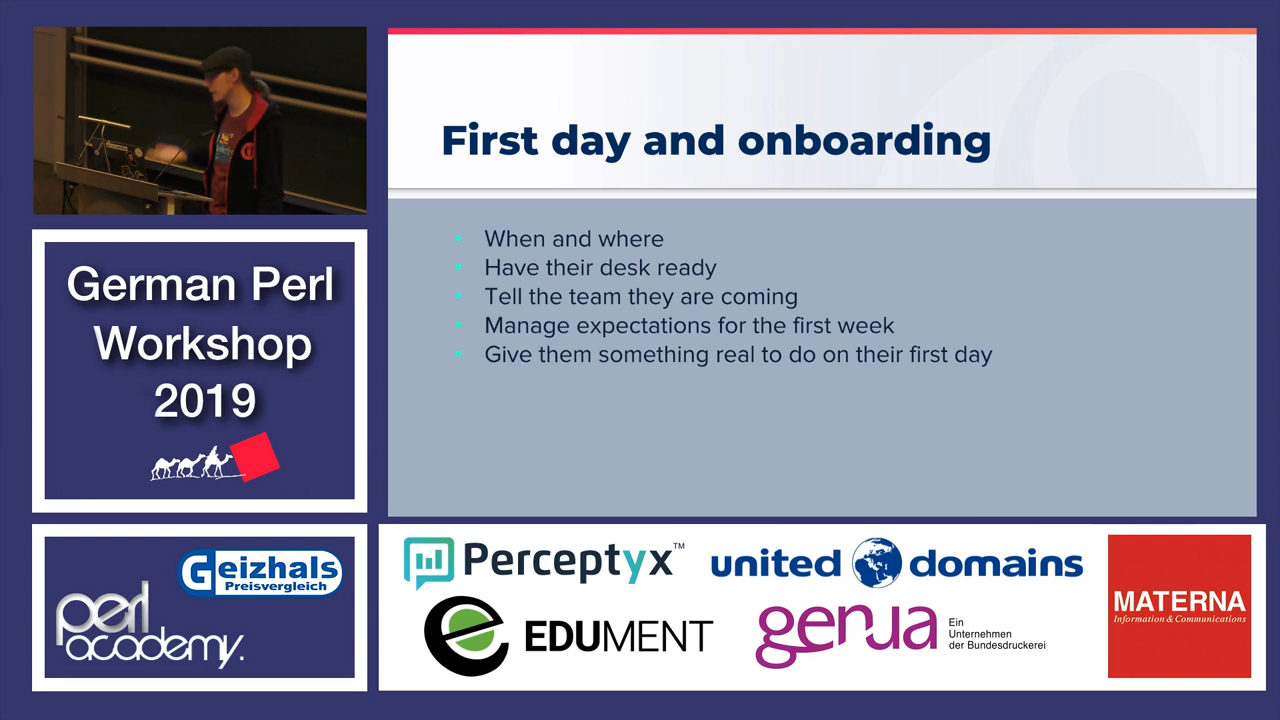 First day and onboarding
When and where
Have their desk ready
Tell the team they are coming
Manage expectations for the first week
Give them something real to do on their first day
German Perl
Workshop
2019
Geizhals
Preisvergleich
perl
academy.
Perceptyx™
united domains
EDUMENT
genua
Ein
Unternehmen
der Bundesdruckerei
MATERNA
Information & Communications